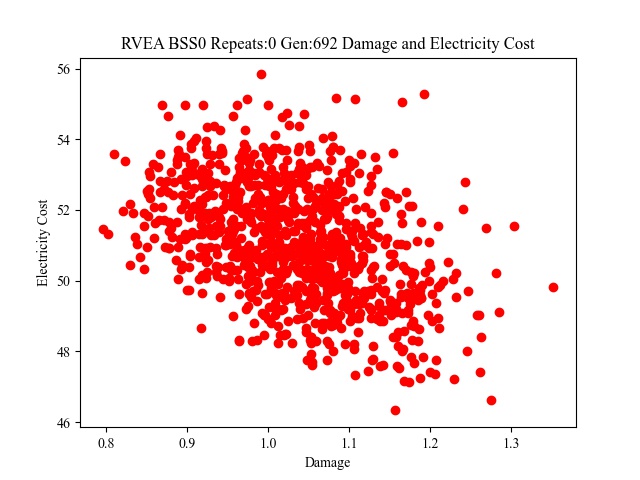 RVEA BSS0 Repeats:0 Gen:692 Damage and Electricity Cost
56
54
52
50
48
46
Electricity Cost
0.8 0.9 1.0 1.1 1.2 1.3
Damage